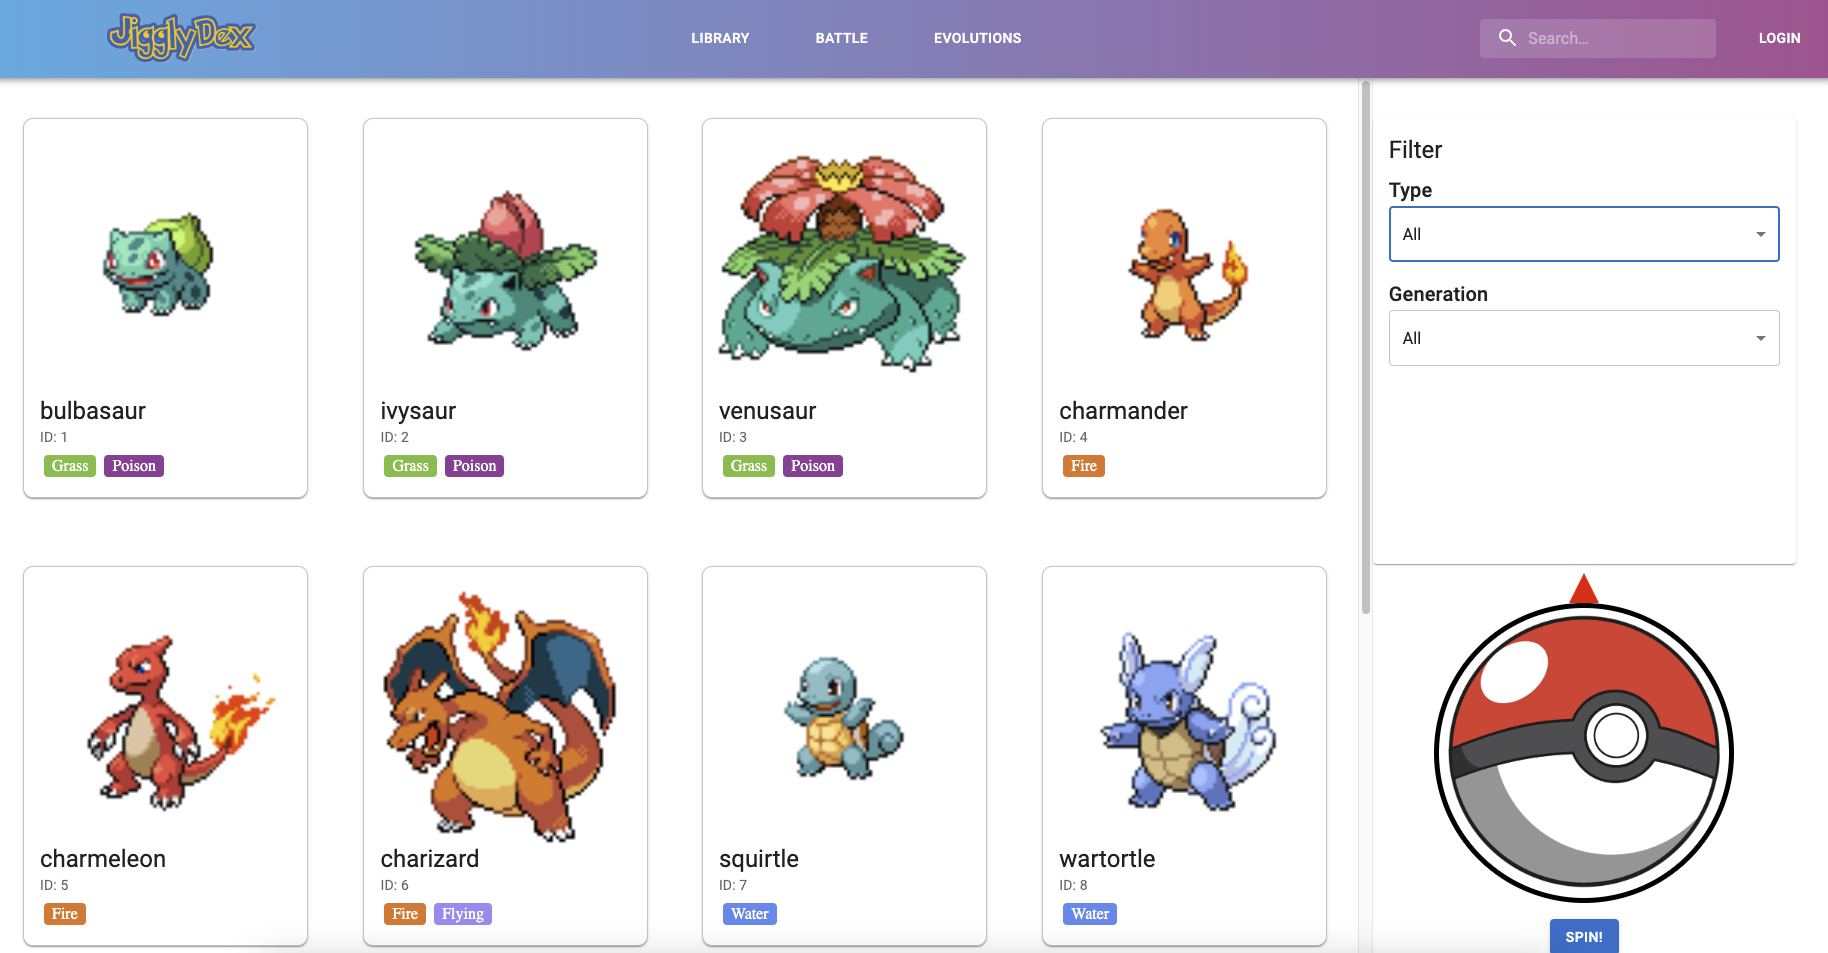 JigglyDex
LIBRARY
BATTLE
EVOLUTIONS
Search...
LOGIN
bulbasaur
ID: 1
Grass Poison
ivysaur
ID: 2
Grass Poison
venusaur
ID: 3
Grass Poison
charmander
ID: 4
Fire
charmeleon
ID: 5
Fire
charizard
ID: 6
Fire Flying
squirtle
ID: 7
Water
wartortle
ID: 8
Water
Filter
Type
All
Generation
All
SPIN!